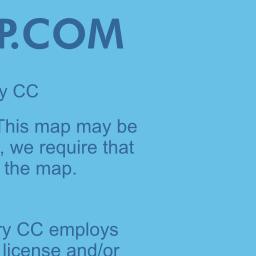 P.COM
y CC
This map may be
, we require that
the map.
ry CC employs
license and/or